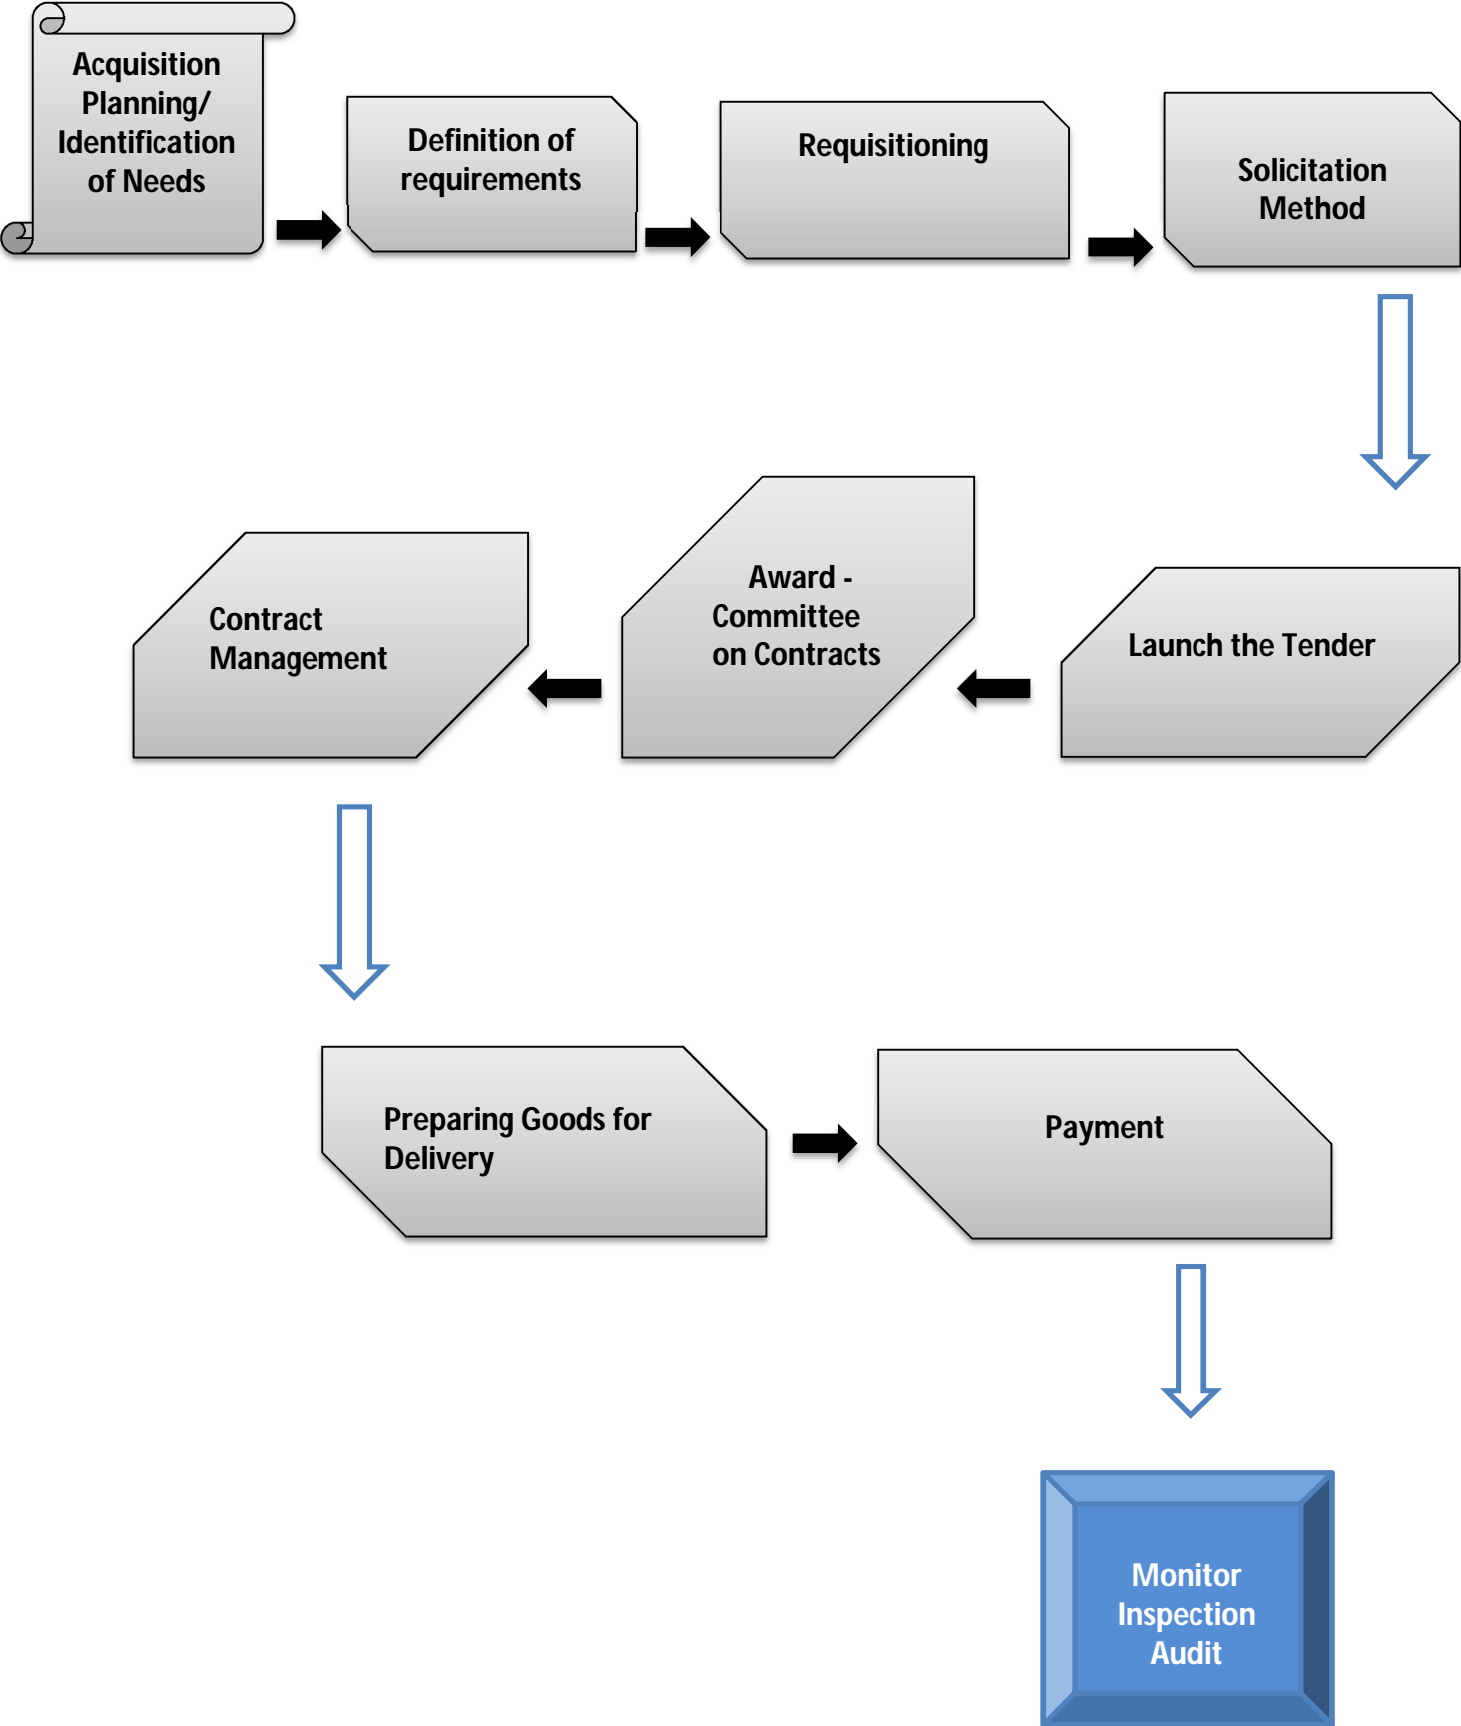 Acquisition
Planning/
Identification
of Needs
Definition of
requirements
Requisitioning
Solicitation
Method
Launch the Tender
Award -
Committee
on Contracts
Contract
Management
Preparing Goods for
Delivery
Payment
Monitor
Inspection
Audit